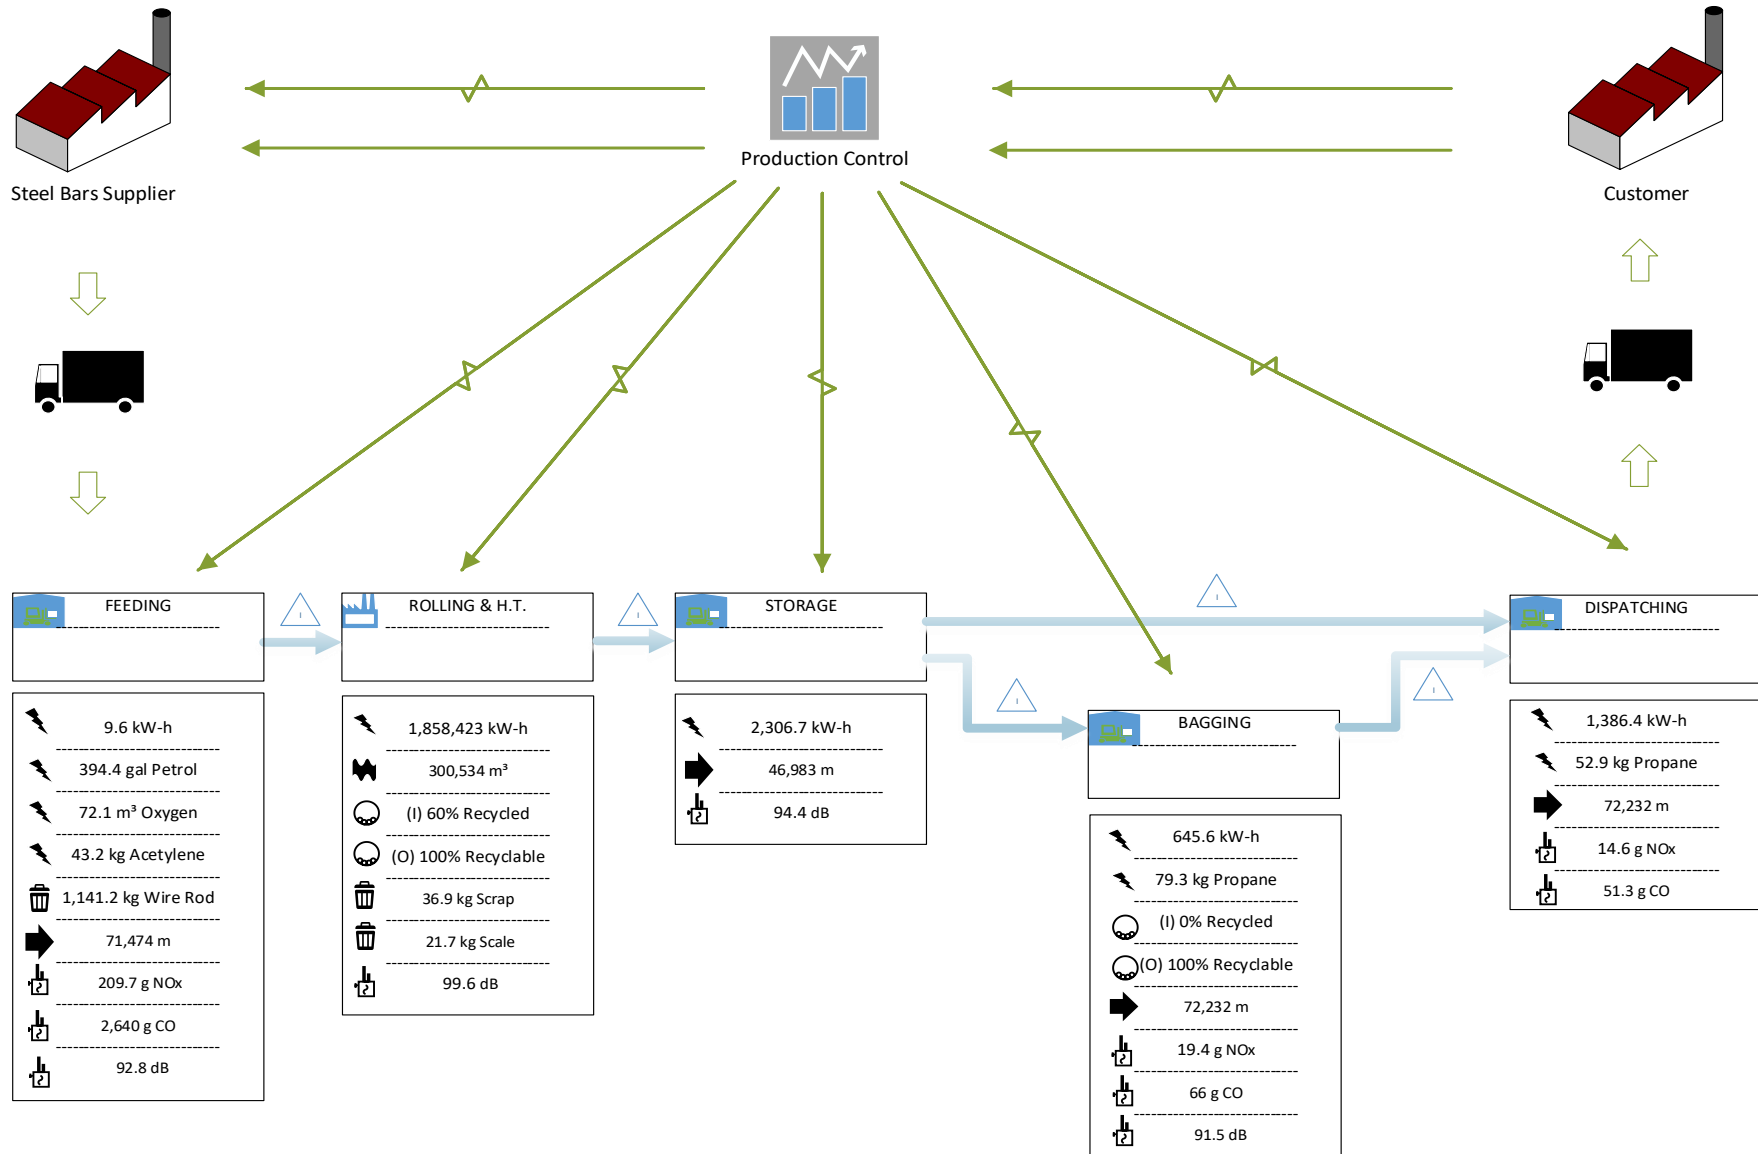 Production Control
Steel Bars Supplier
Customer
FEEDING
ROLLING & H.T.
STORAGE
BAGGING
DISPATCHING
I
I
I
I
I
9.6 kW-h
394.4 gal Petrol
72.1 m³ Oxygen
43.2 kg Acetylene
1,141.2 kg Wire Rod
71,474 m
209.7 g NOx
2,640 g CO
92.8 dB
1,858,423 kW-h
300,534 m³
(I) 60% Recycled
(O) 100% Recyclable
36.9 kg Scrap
21.7 kg Scale
99.6 dB
2,306.7 kW-h
46,983 m
94.4 dB
645.6 kW-h
79.3 kg Propane
(I) 0% Recycled
(O) 100% Recyclable
72,232 m
19.4 g NOx
66 g CO
91.5 dB
1,386.4 kW-h
52.9 kg Propane
72,232 m
14.6 g NOx
51.3 g CO